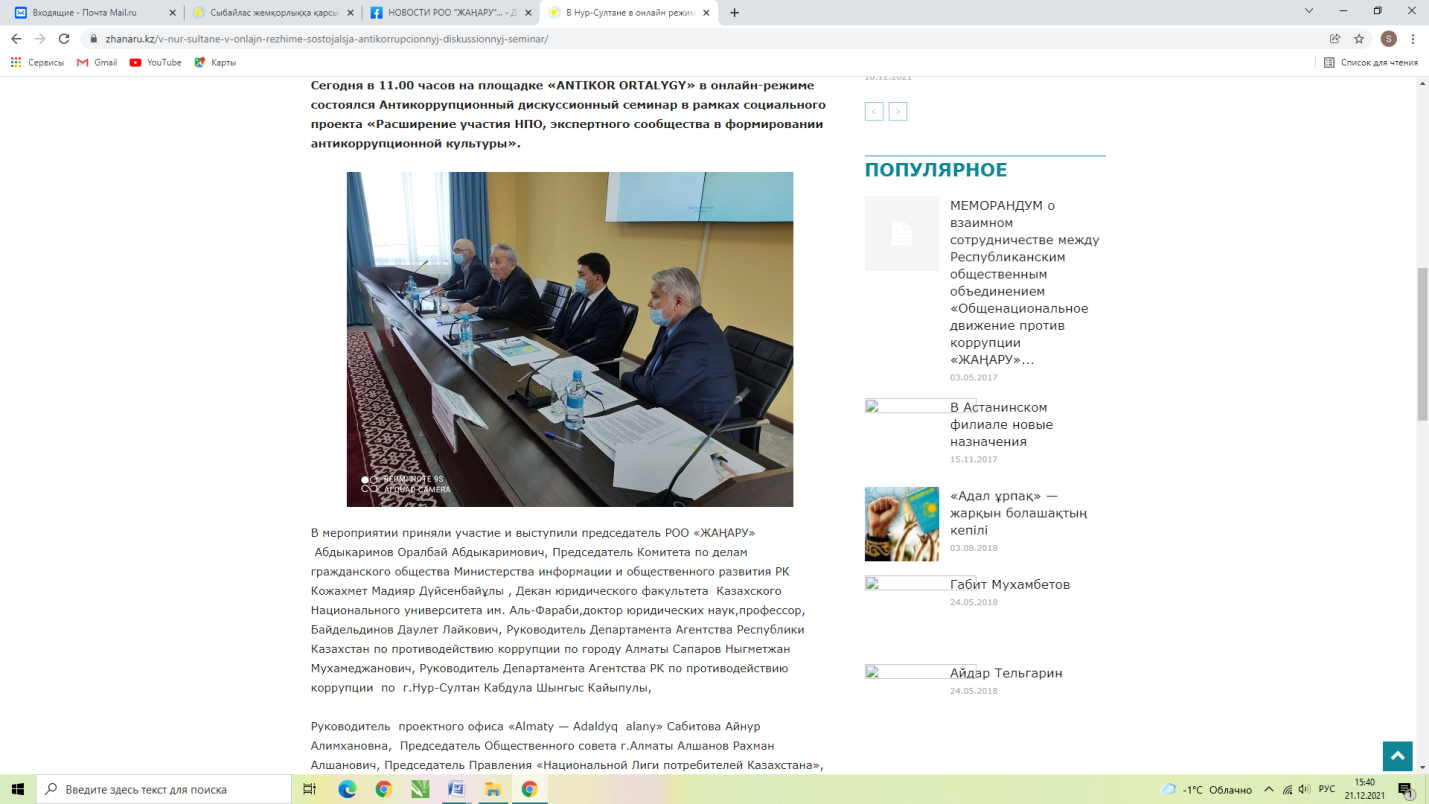 Входящие - Почта Mail.ru
Сыбайлас жемқорлыққа қарсы
НОВОСТИ РОО "ЖАҢАРУ"... - Д
В Нур-Султане в онлайн режим
zhanaru.kz/v-nur-sultane-v-onlajn-rezhime-sostojalsja-antikorrupcionnyj-diskussionnyj-seminar/
S
Сервисы
Gmail
YouTube
Карты
Список для чтения
Сегодня в 11.00 часов на площадке «ANTIKOR ORTALYGY» в онлайн-режиме
состоялся Антикоррупционный дискуссионный семинар в рамках социального
проекта «Расширение участия НПО, экспертного сообщества в формировании
антикоррупционной культуры».
REDMI NOTE 9S
AI QUAD CAMERA
В мероприятии приняли участие и выступили председатель РОО «ЖАҢАРУ»
Абдыкаримов Оралбай Абдыкаримович, Председатель Комитета по делам
гражданского общества Министерства информации и общественного развития РК
Кожахмет Мадияр Дүйсенбайұлы , Декан юридического факультета Казахского
Национального университета им. Аль-Фараби,доктор юридических наук,профессор,
Байдельдинов Даулет Лайкович, Руководитель Департамента Агентства Республики
Казахстан по противодействию коррупции по городу Алматы Сапаров Ныгметжан
Мухамеджанович, Руководитель Департамента Агентства РК по противодействию
коррупции по г.Нур-Султан Кабдула Шынгыс Кайыпулы,
Руководитель проектного офиса «Almaty — Adaldyq alany» Сабитова Айнур
Алимхановна, Председатель Общественного совета г.Алматы Алшанов Рахман
Алшанович, Председатель Правления «Национальной Лиги потребителей Казахстана»,
18.12.2021
ПОПУЛЯРНОЕ
МЕМОРАНДУМ о
взаимном
сотрудничестве между
Республиканским
общественным
объединением
«Общенациональное
движение против
коррупции
«ЖАҢАРУ»...
03.05.2017
В Астанинском
филиале новые
назначения
15.11.2017
«Адал ұрпақ» —
жарқын болашақтың
кепілі
03.08.2018
Габит Мухамбетов
24.05.2018
Айдар Тельгарин
24.05.2018
Введите здесь текст для поиска
-1°C Облачно
РУС
15:40
21.12.2021
1